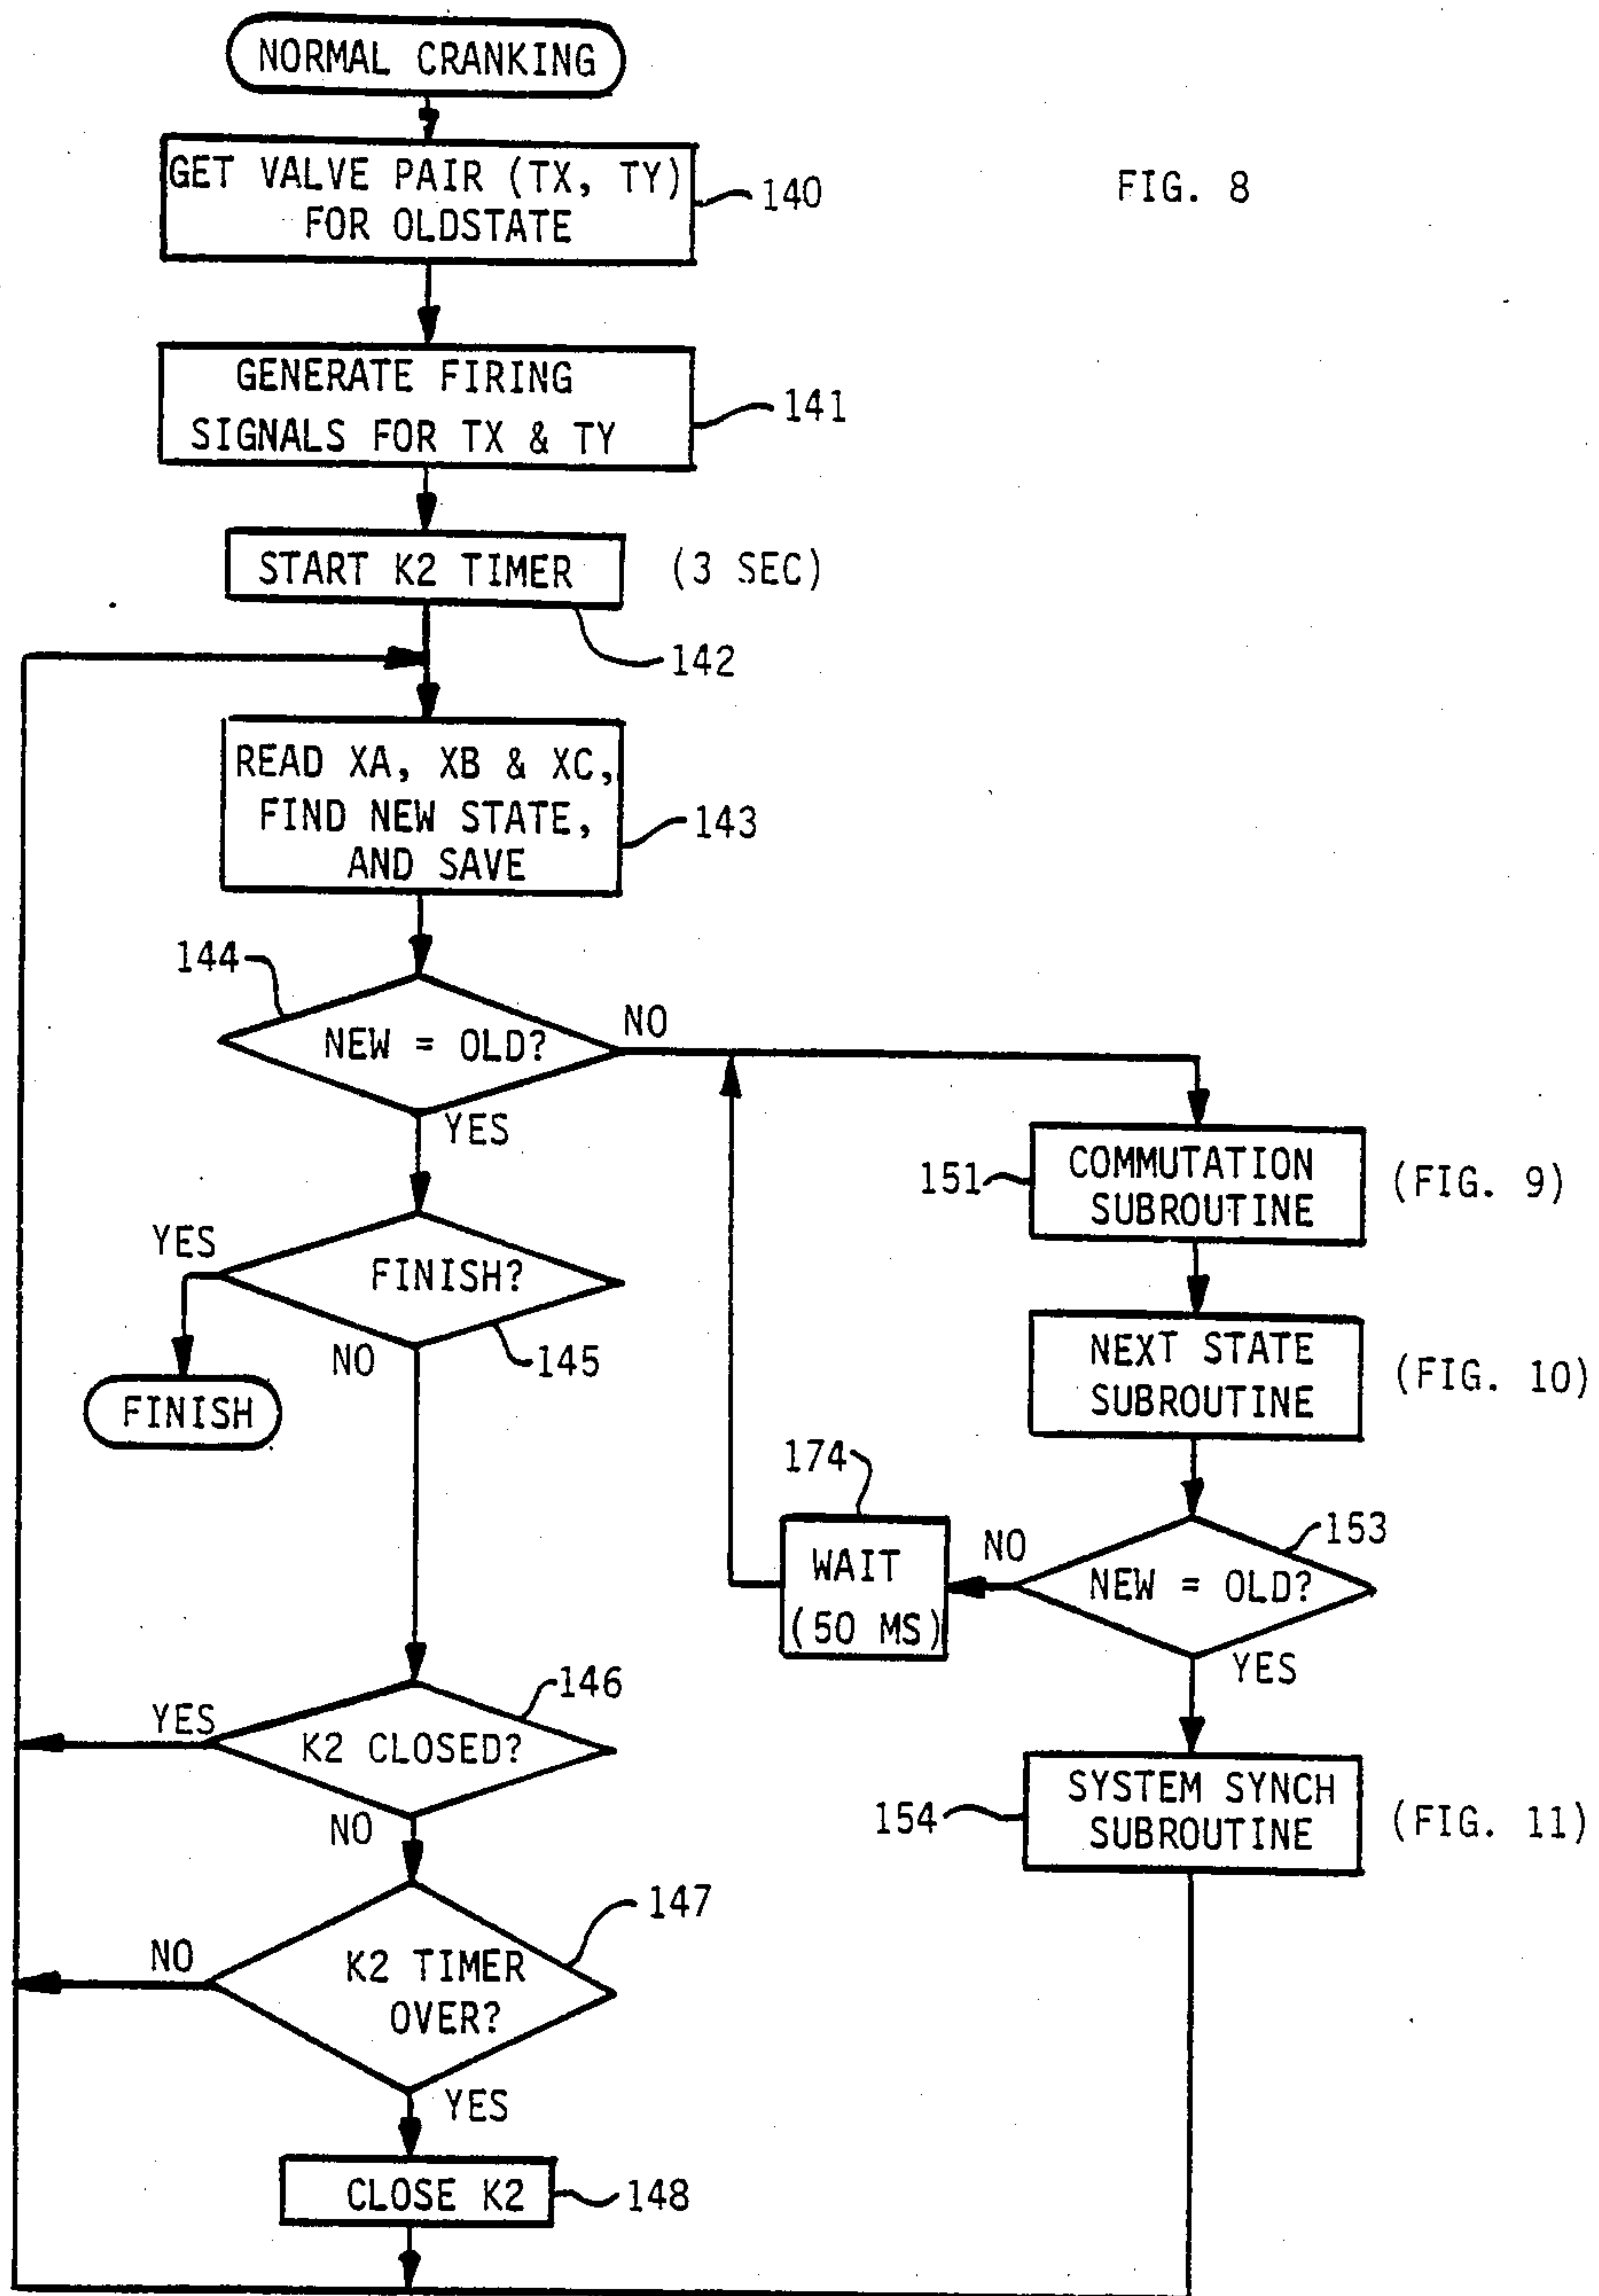 NORMAL CRANKING
GET VALVE PAIR (TX, TY)
FOR OLDSTATE
140
FIG. 8
GENERATE FIRING
SIGNALS FOR TX & TY
141
START K2 TIMER
(3 SEC)
142
READ XA, XB & XC,
FIND NEW STATE,
AND SAVE
143
144
NEW = OLD?
NO
YES
151
COMMUTATION
SUBROUTINE
(FIG. 9)
YES
FINISH?
145
NO
FINISH
NEXT STATE
SUBROUTINE
(FIG. 10)
174
WAIT
(50 MS)
NO
153
NEW = OLD?
YES
146
YES
K2 CLOSED?
NO
154
SYSTEM SYNCH
SUBROUTINE
(FIG. 11)
147
NO
K2 TIMER
OVER?
YES
CLOSE K2
148